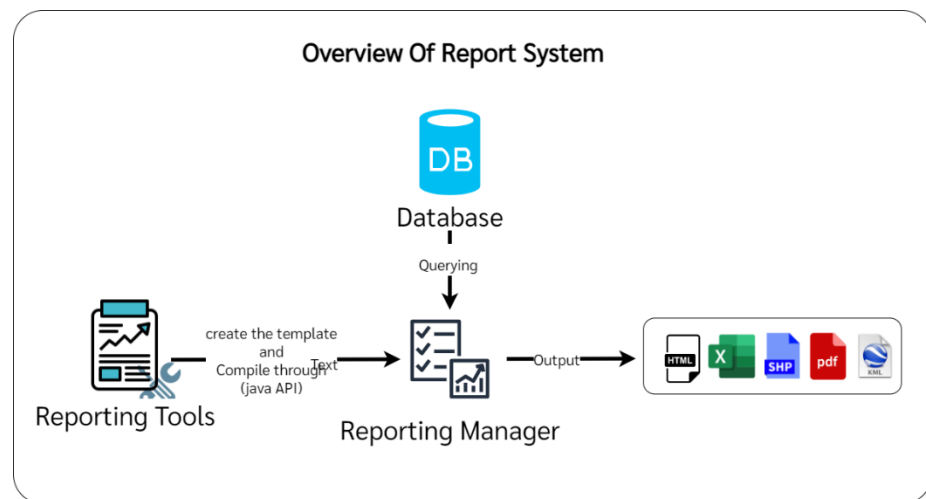 Overview Of Report System
DB
Database
Querying
create the template
and
Compile through
(java API)
Text
Reporting Tools
Reporting Manager
Output
HTML
X
SHP
pdf
KML